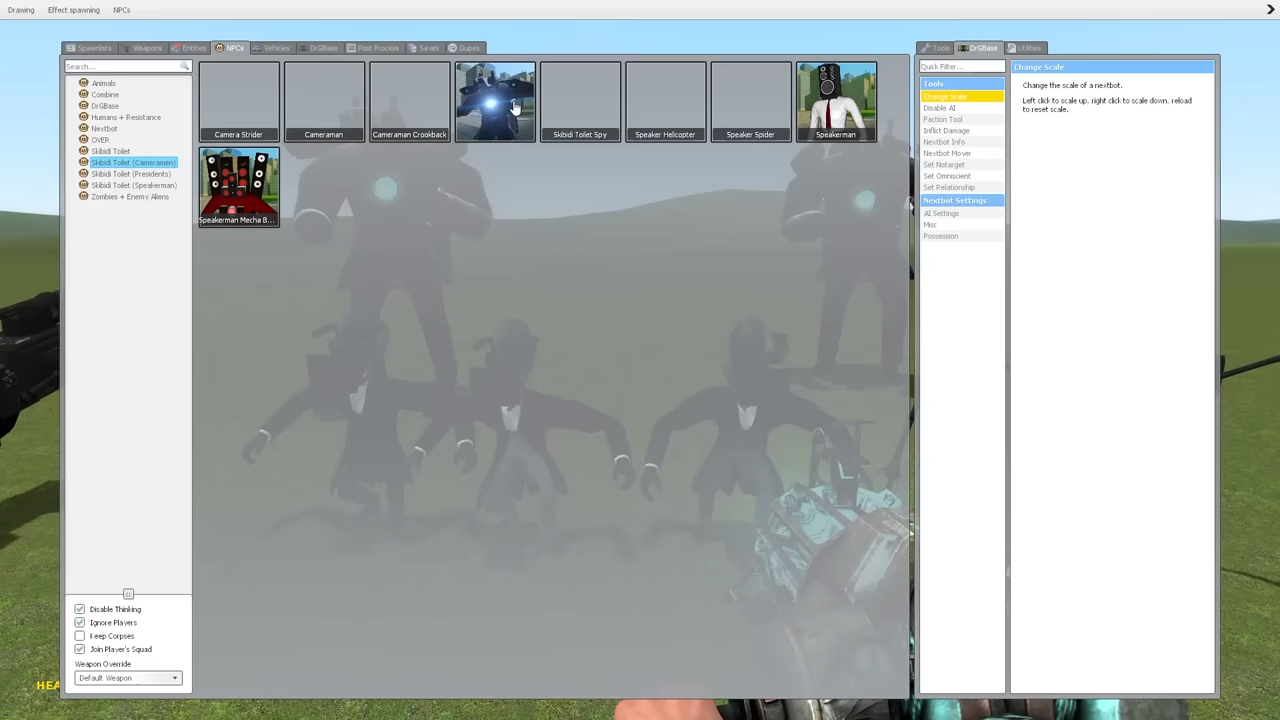 Drawing Effect spawning NPCs
Spawnlists Weapons Entities NPCs Vehicles DrGBase Post Process Saves Dupes
Tools DrGBase Utilities
Search...
Animals
Combine
DrGBase
Humans + Resistance
Nextbot
OVER
Skibidi Toilet
Skibidi Toilet (Cameramen)
Skibidi Toilet (Presidents)
Skibidi Toilet (Speakerman)
Zombies + Enemy Aliens
Camera Strider
Cameraman
Cameraman Crookback
Skibidi Toilet Spy
Speaker Helicopter
Speaker Spider
Speakerman
Speakerman Mecha B...
Disable Thinking
Ignore Players
Keep Corpses
Join Player's Squad
Weapon Override
Default Weapon
HEA
Quick Filter...
Tools
Change Scale
Disable AI
Faction Tool
Inflict Damage
Nextbot Info
Nextbot Mover
Set Notarget
Set Omniscient
Set Relationship
Nextbot Settings
AI Settings
Misc
Possession
Change Scale
Change the scale of a nextbot.
Left click to scale up, right click to scale down, reload
to reset scale.